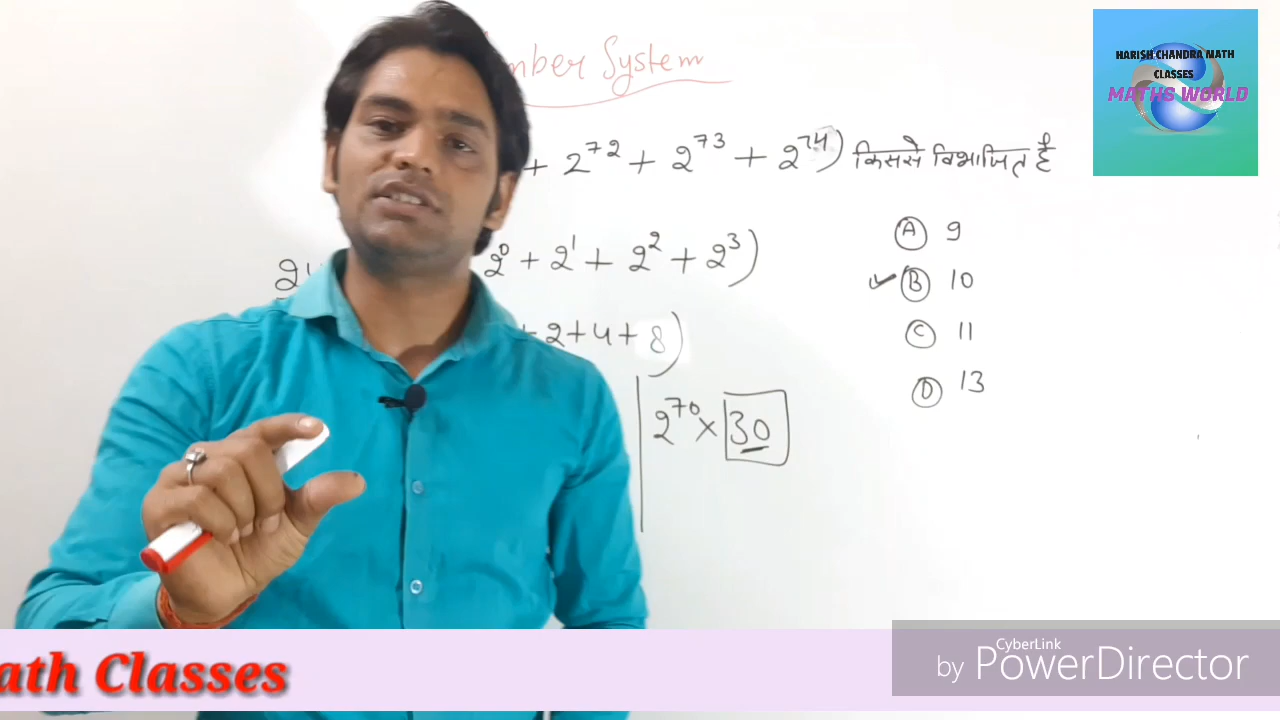 mber System
+ 2^72 + 2^73 + 2^74) किससे विभाजित है
2^0 + 2^1 + 2^2 + 2^3)
+ 2+4+8)
2^70 × 30
(A) 9
(B) 10
(C) 11
(D) 13
HARISH CHANDRA MATH
CLASSES
MATHS WORLD
ath Classes
CyberLink
by PowerDirector